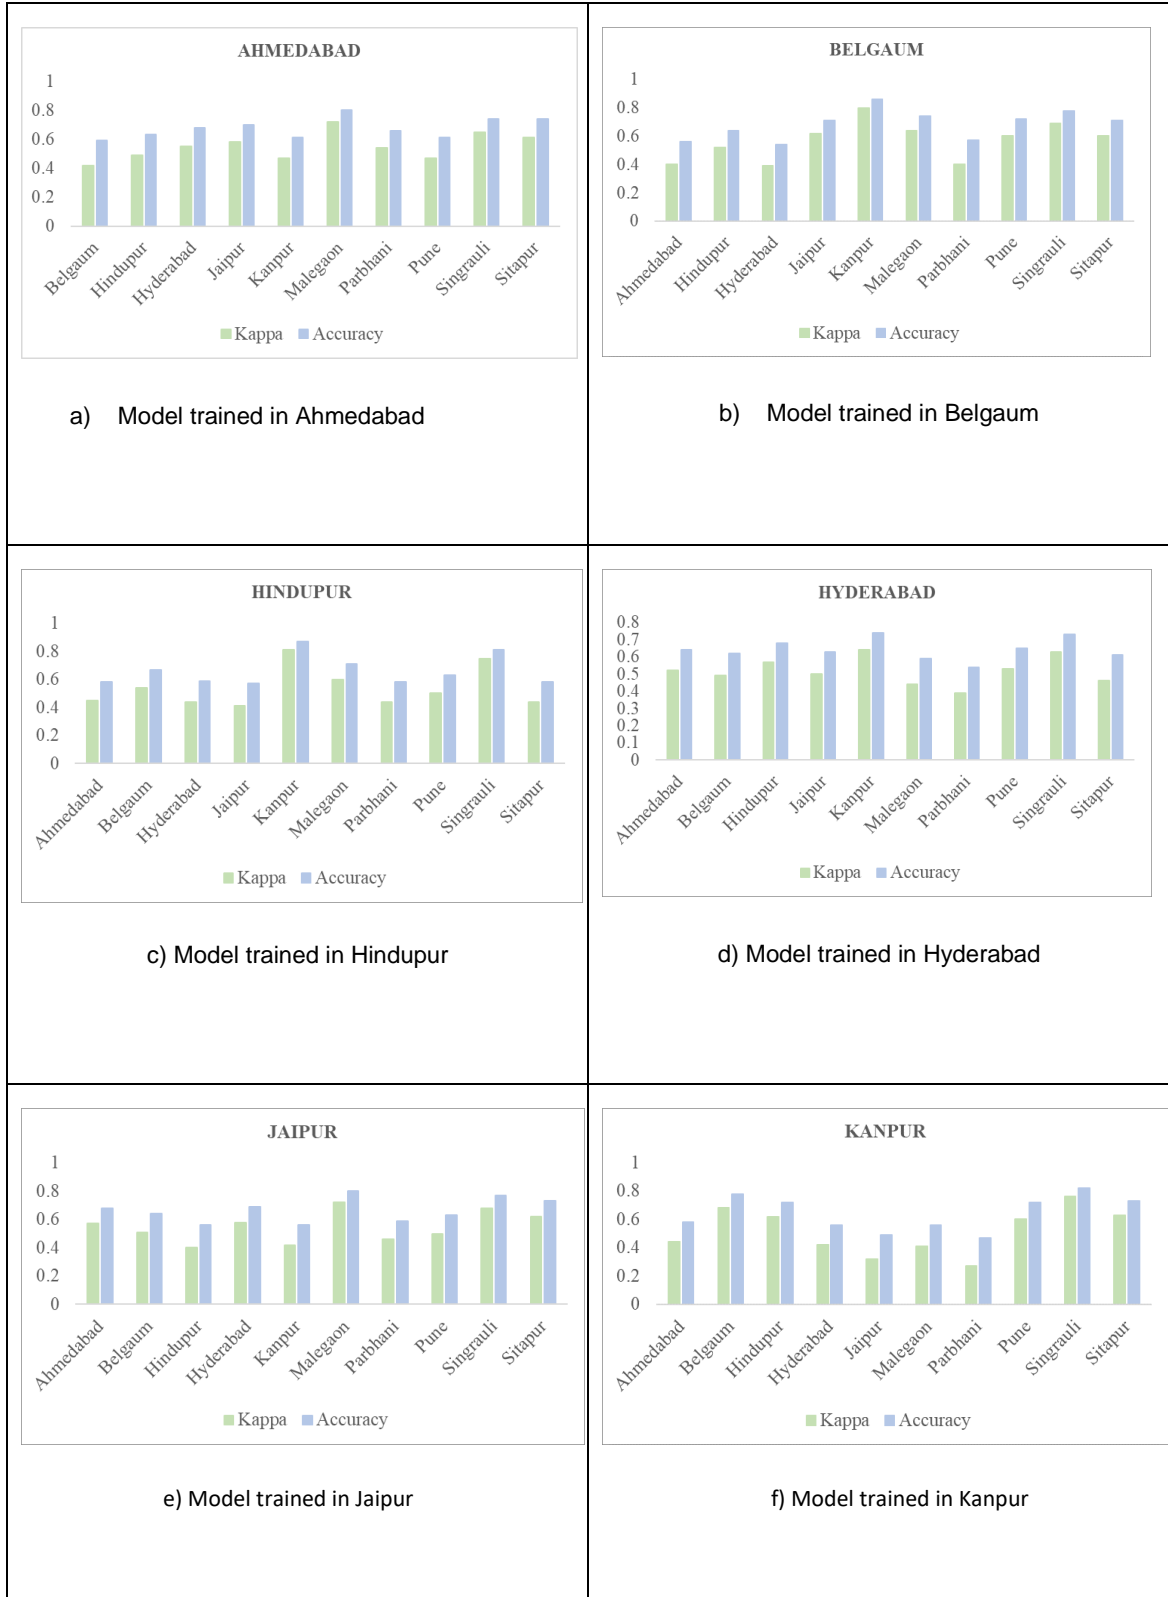 AHMEDABAD
1
0.8
0.6
0.4
0.2
0
Belgaum
Hindupur
Hyderabad
Jaipur
Kanpur
Malegaon
Parbhani
Pune
Singrauli
Sitapur
Kappa Accuracy
a) Model trained in Ahmedabad
BELGAUM
1
0.8
0.6
0.4
0.2
0
Ahmedabad
Hindupur
Hyderabad
Jaipur
Kanpur
Malegaon
Parbhani
Pune
Singrauli
Sitapur
Kappa Accuracy
b) Model trained in Belgaum
HINDUPUR
1
0.8
0.6
0.4
0.2
0
Ahmedabad
Belgaum
Hyderabad
Jaipur
Kanpur
Malegaon
Parbhani
Pune
Singrauli
Sitapur
Kappa Accuracy
c) Model trained in Hindupur
HYDERABAD
0.8
0.7
0.6
0.5
0.4
0.3
0.2
0.1
0
Ahmedabad
Belgaum
Hindupur
Jaipur
Kanpur
Malegaon
Parbhani
Pune
Singrauli
Sitapur
Kappa Accuracy
d) Model trained in Hyderabad
JAIPUR
1
0.8
0.6
0.4
0.2
0
Ahmedabad
Belgaum
Hindupur
Hyderabad
Kanpur
Malegaon
Parbhani
Pune
Singrauli
Sitapur
Kappa Accuracy
e) Model trained in Jaipur
KANPUR
1
0.8
0.6
0.4
0.2
0
Ahmedabad
Belgaum
Hindupur
Hyderabad
Jaipur
Malegaon
Parbhani
Pune
Singrauli
Sitapur
Kappa Accuracy
f) Model trained in Kanpur